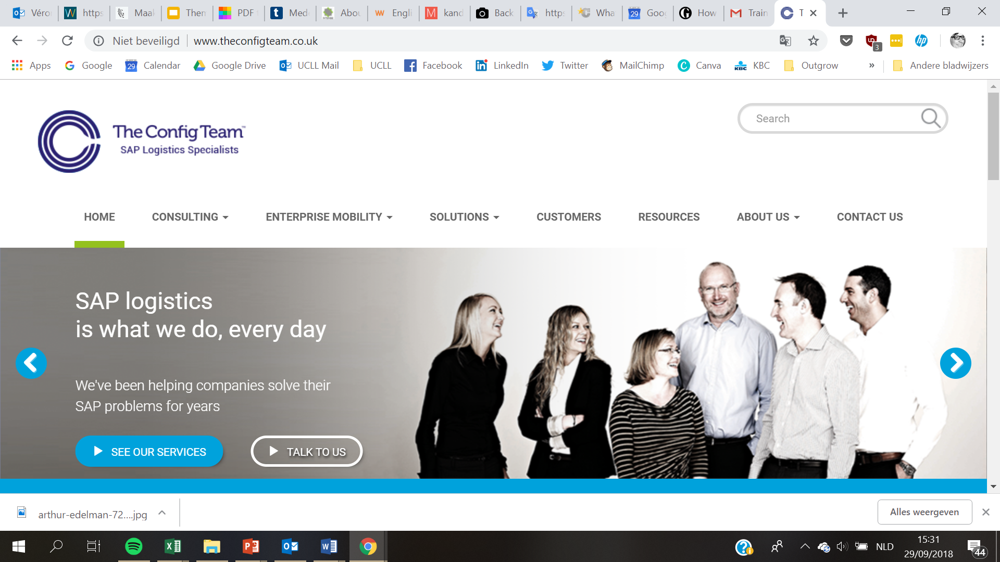 Véro
https
Maak
Them
PDF
Med
Abou
Engli
kand
Back
https
Wha
Goog
How
Train
T
Niet beveiligd
www.theconfigteam.co.uk
3
Apps
Google
Calendar
Google Drive
UCLL Mail
UCLL
Facebook
LinkedIn
Twitter
MailChimp
Canva
KBC
Outgrow
»
Andere bladwijzers
The Config Team™
SAP Logistics Specialists
Search
HOME
CONSULTING
ENTERPRISE MOBILITY
SOLUTIONS
CUSTOMERS
RESOURCES
ABOUT US
CONTACT US
SAP logistics
is what we do, every day
We've been helping companies solve their
SAP problems for years
SEE OUR SERVICES
TALK TO US
arthur-edelman-72....jpg
Alles weergeven
NLD
15:31
29/09/2018
44